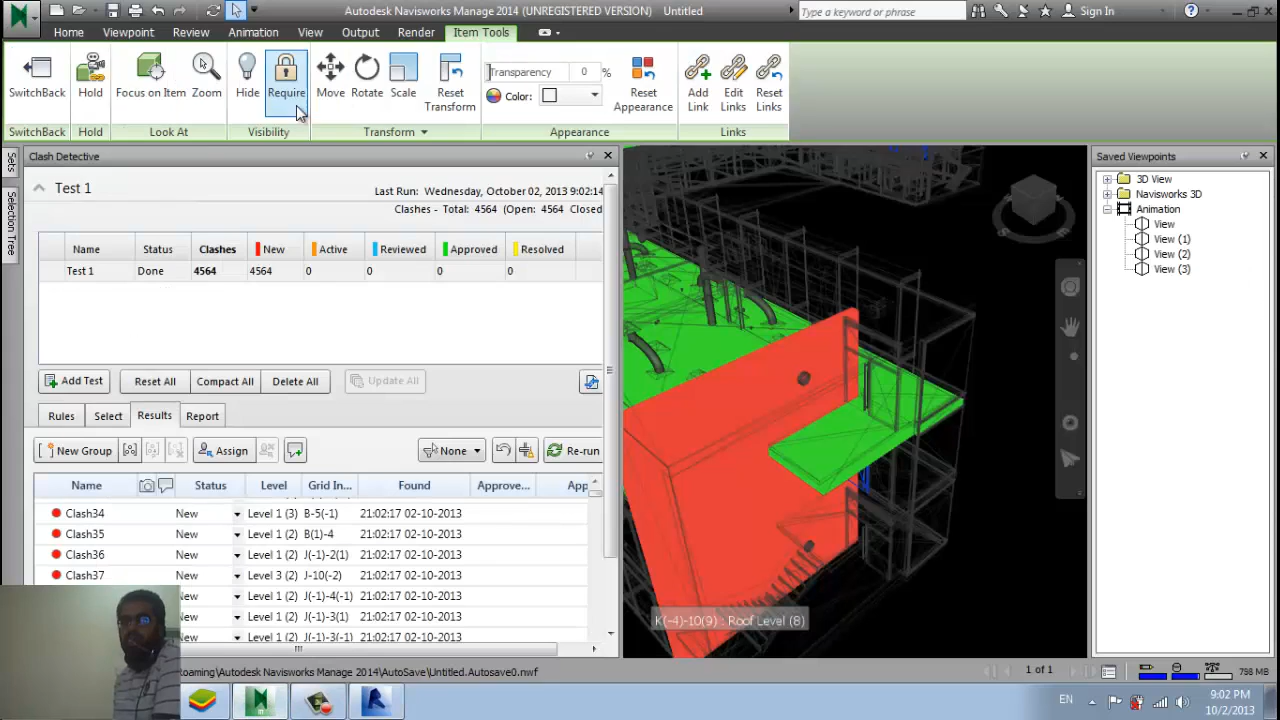 Autodesk Navisworks Manage 2014 (UNREGISTERED VERSION) Untitled
Type a keyword or phrase
Sign In
Home Viewpoint Review Animation View Output Render Item Tools
SwitchBack Hold Focus on Item Zoom Hide Require Move Rotate Scale Reset Transform
Transparency 0 %
Color:
Reset Appearance Add Link Edit Links Reset Links
SwitchBack Hold Look At Visibility Transform Appearance Links
Sets
Selection Tree
Clash Detective
Test 1
Last Run: Wednesday, October 02, 2013 9:02:14
Clashes - Total: 4564 (Open: 4564 Closed
Name Status Clashes New Active Reviewed Approved Resolved
Test 1 Done 4564 4564 0 0 0 0
Add Test Reset All Compact All Delete All Update All
Rules Select Results Report
New Group Assign None Re-run
Name Status Level Grid In... Found Approve... App
Clash34 New Level 1 (3) B-5(-1) 21:02:17 02-10-2013
Clash35 New Level 1 (2) B(1)-4 21:02:17 02-10-2013
Clash36 New Level 1 (2) J(-1)-2(1) 21:02:17 02-10-2013
Clash37 New Level 3 (2) J-10(-2) 21:02:17 02-10-2013
New Level 1 (2) J(-1)-4(-1) 21:02:17 02-10-2013
New Level 1 (2) J(-1)-3(1) 21:02:17 02-10-2013
New Level 1 (2) J(-1)-3(-1) 21:02:17 02-10-2013
K(-4)-10(9) : Roof Level (8)
Saved Viewpoints
3D View
Navisworks 3D
Animation
View
View (1)
View (2)
View (3)
oaming\Autodesk Navisworks Manage 2014\AutoSave\Untitled.Autosave0.nwf
1 of 1
798 MB
EN
9:02 PM
10/2/2013